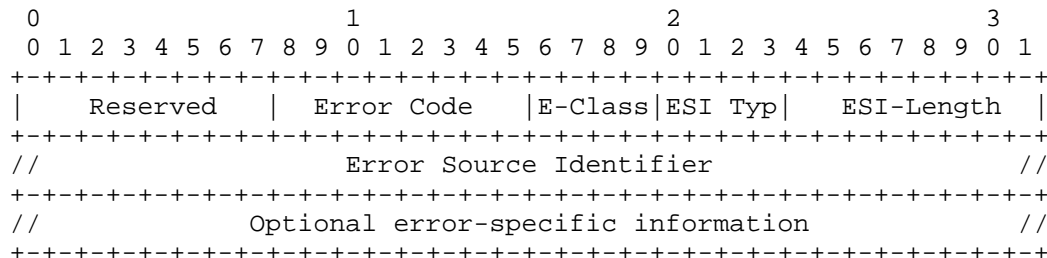 0                   1                   2                   3
 0 1 2 3 4 5 6 7 8 9 0 1 2 3 4 5 6 7 8 9 0 1 2 3 4 5 6 7 8 9 0 1
+-+-+-+-+-+-+-+-+-+-+-+-+-+-+-+-+-+-+-+-+-+-+-+-+-+-+-+-+-+-+-+-+
|    Reserved   |  Error Code   |E-Class|ESI Typ|   ESI-Length  |
+-+-+-+-+-+-+-+-+-+-+-+-+-+-+-+-+-+-+-+-+-+-+-+-+-+-+-+-+-+-+-+-+
//                   Error Source Identifier                   //
+-+-+-+-+-+-+-+-+-+-+-+-+-+-+-+-+-+-+-+-+-+-+-+-+-+-+-+-+-+-+-+-+
//             Optional error-specific information             //
+-+-+-+-+-+-+-+-+-+-+-+-+-+-+-+-+-+-+-+-+-+-+-+-+-+-+-+-+-+-+-+-+